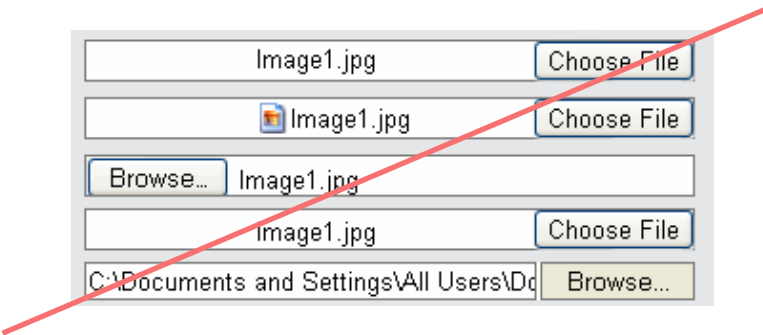 Image1.jpg Choose File
Image1.jpg Choose File
Browse... Image1.jpg
Image1.jpg Choose File
C:\Documents and Settings\All Users\Do Browse...